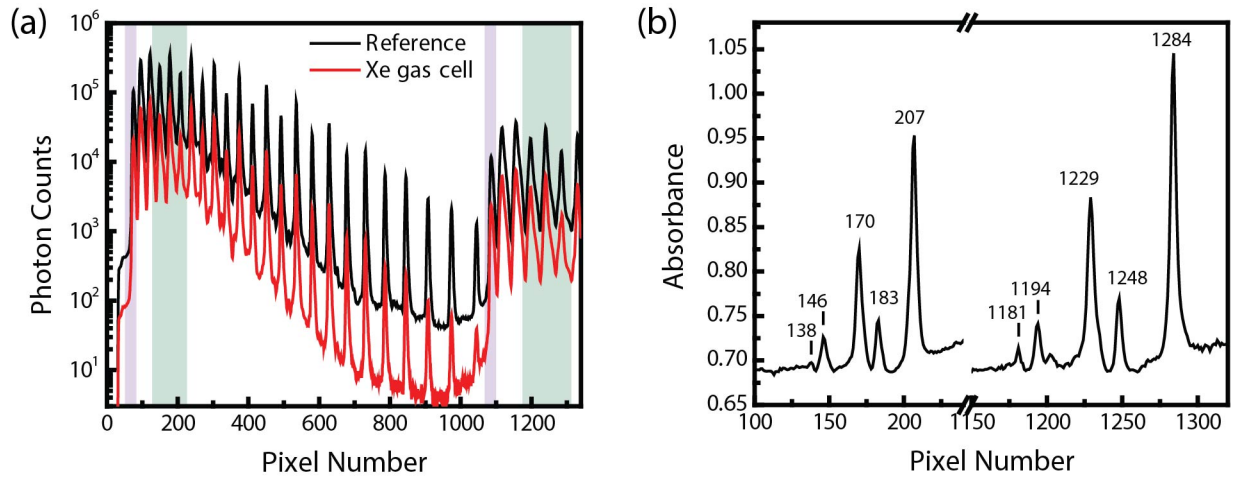 (a)
10^6
10^5
10^4
10^3
10^2
10^1
Photon Counts
Reference
Xe gas cell
0 200 400 600 800 1000 1200
Pixel Number
(b)
1.05
1.00
0.95
0.90
0.85
0.80
0.75
0.70
0.65
Absorbance
138
146
170
183
207
1181
1194
1229
1248
1284
100 150 200 1150 1200 1250 1300
Pixel Number